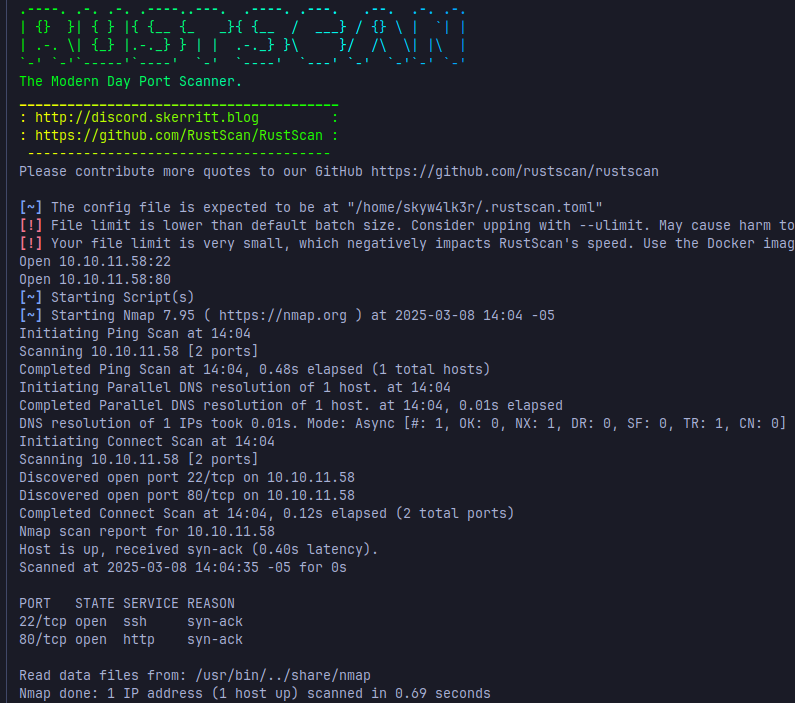 .----. .-. .-. .----..---.  .----. .---.   .--.  .-. .-.
| {}  }| { } |{ {__ {_   _}{ {__  /  ___} / {} \ |  `| |
| .-. \| {_} |.-._} } | |  .-._} }\     }/  /\  \| |\  |
`-' `-'`-----'`----'  `-'  `----'  `---' `-'  `-'`-' `-'
The Modern Day Port Scanner.
________________________________________
: http://discord.skerritt.blog         :
: https://github.com/RustScan/RustScan :
 --------------------------------------
Please contribute more quotes to our GitHub https://github.com/rustscan/rustscan
[~] The config file is expected to be at "/home/skyw4lk3r/.rustscan.toml"
[!] File limit is lower than default batch size. Consider upping with --ulimit. May cause harm to
[!] Your file limit is very small, which negatively impacts RustScan's speed. Use the Docker imag
Open 10.10.11.58:22
Open 10.10.11.58:80
[~] Starting Script(s)
[~] Starting Nmap 7.95 ( https://nmap.org ) at 2025-03-08 14:04 -05
Initiating Ping Scan at 14:04
Scanning 10.10.11.58 [2 ports]
Completed Ping Scan at 14:04, 0.48s elapsed (1 total hosts)
Initiating Parallel DNS resolution of 1 host. at 14:04
Completed Parallel DNS resolution of 1 host. at 14:04, 0.01s elapsed
DNS resolution of 1 IPs took 0.01s. Mode: Async [#: 1, OK: 0, NX: 1, DR: 0, SF: 0, TR: 1, CN: 0]
Initiating Connect Scan at 14:04
Scanning 10.10.11.58 [2 ports]
Discovered open port 22/tcp on 10.10.11.58
Discovered open port 80/tcp on 10.10.11.58
Completed Connect Scan at 14:04, 0.12s elapsed (2 total ports)
Nmap scan report for 10.10.11.58
Host is up, received syn-ack (0.40s latency).
Scanned at 2025-03-08 14:04:35 -05 for 0s
PORT   STATE SERVICE REASON
22/tcp open  ssh     syn-ack
80/tcp open  http    syn-ack
Read data files from: /usr/bin/../share/nmap
Nmap done: 1 IP address (1 host up) scanned in 0.69 seconds